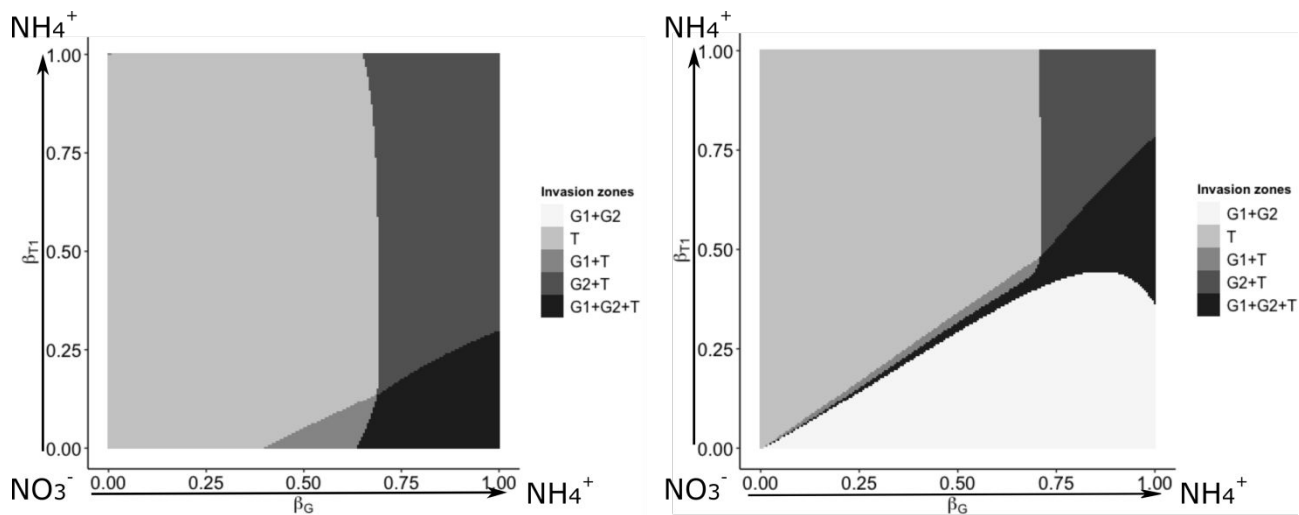 NH4+
1.00
0.75
0.50
0.25
0.00
βT1
NO3-
0.00 0.25 0.50 0.75 1.00
βG
NH4+
Invasion zones
G1+G2
T
G1+T
G2+T
G1+G2+T
NH4+
1.00
0.75
0.50
0.25
0.00
βT1
NO3-
0.00 0.25 0.50 0.75 1.00
βG
NH4+
Invasion zones
G1+G2
T
G1+T
G2+T
G1+G2+T